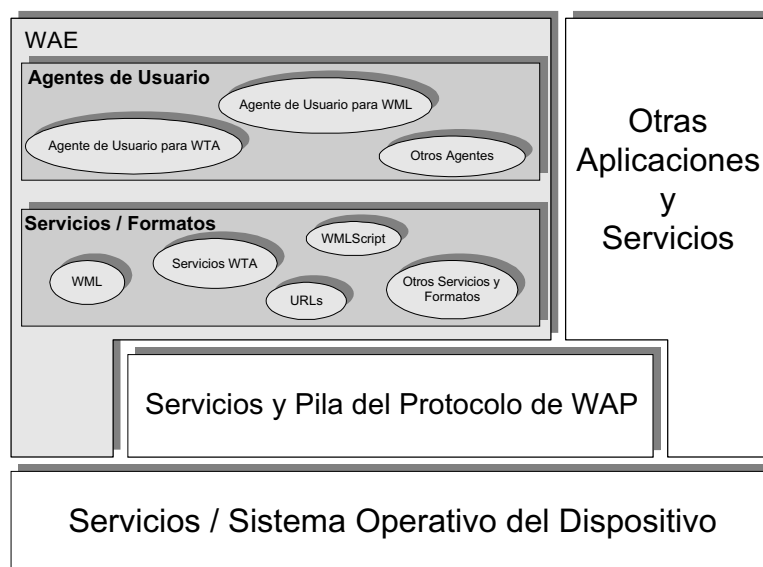 WAE
Agentes de Usuario
Agente de Usuario para WML
Agente de Usuario para WTA
Otros Agentes
Servicios / Formatos
WMLScript
Servicios WTA
WML
Otros Servicios y
Formatos
URLs
Otras
Aplicaciones
y
Servicios
Servicios y Pila del Protocolo de WAP
Servicios / Sistema Operativo del Dispositivo